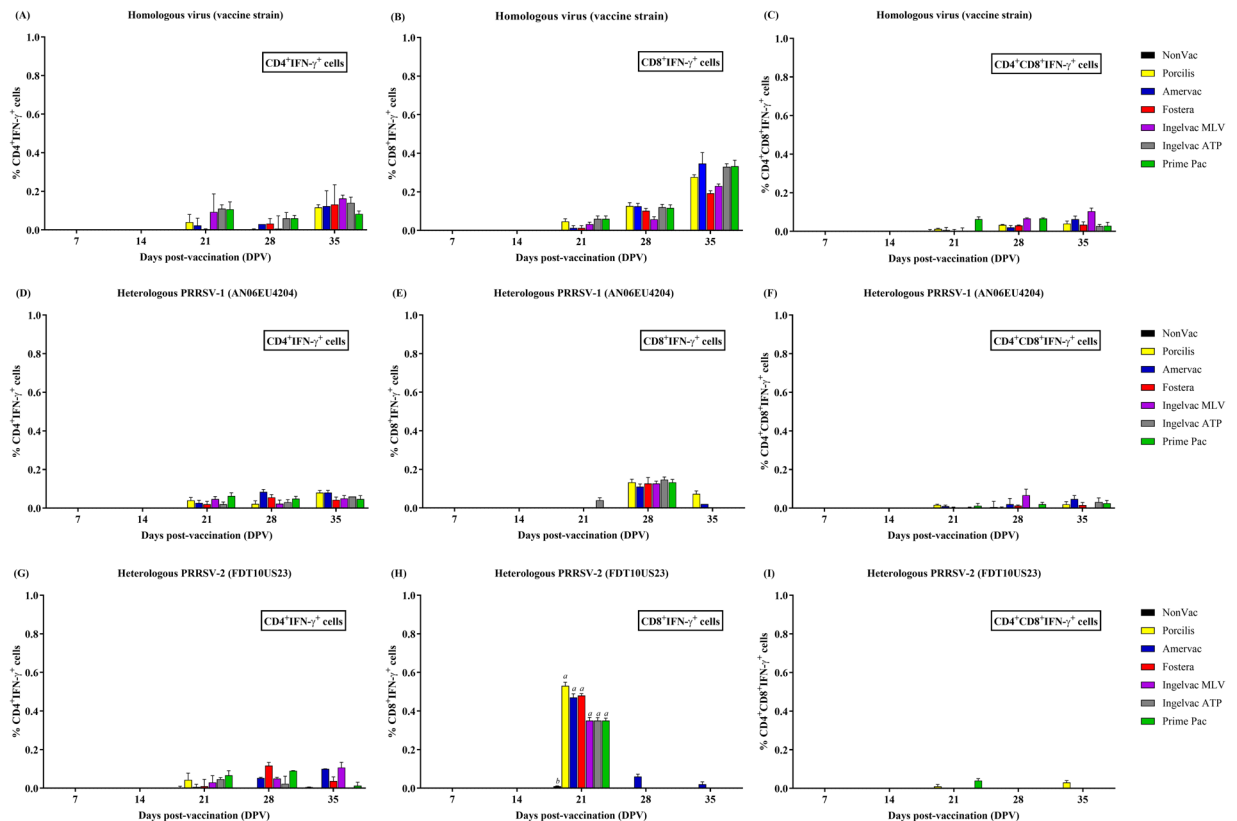 (A) Homologous virus (vaccine strain)
CD4⁺IFN-γ⁺ cells
% CD4⁺IFN-γ⁺ cells
1.0
0.8
0.6
0.4
0.2
0.0
7 14 21 28 35
Days post-vaccination (DPV)
(B) Homologous virus (vaccine strain)
CD8⁺IFN-γ⁺ cells
% CD8⁺IFN-γ⁺ cells
1.0
0.8
0.6
0.4
0.2
0.0
7 14 21 28 35
Days post-vaccination (DPV)
(C) Homologous virus (vaccine strain)
CD4⁺CD8⁺IFN-γ⁺ cells
% CD4⁺CD8⁺IFN-γ⁺ cells
1.0
0.8
0.6
0.4
0.2
0.0
7 14 21 28 35
Days post-vaccination (DPV)
NonVac
Porcilis
Amervac
Fostera
Ingelvac MLV
Ingelvac ATP
Prime Pac
(D) Heterologous PRRSV-1 (AN06EU4204)
CD4⁺IFN-γ⁺ cells
% CD4⁺IFN-γ⁺ cells
1.0
0.8
0.6
0.4
0.2
0.0
7 14 21 28 35
Days post-vaccination (DPV)
(E) Heterologous PRRSV-1 (AN06EU4204)
CD8⁺IFN-γ⁺ cells
% CD8⁺IFN-γ⁺ cells
1.0
0.8
0.6
0.4
0.2
0.0
7 14 21 28 35
Days post-vaccination (DPV)
(F) Heterologous PRRSV-1 (AN06EU4204)
CD4⁺CD8⁺IFN-γ⁺ cells
% CD4⁺CD8⁺IFN-γ⁺ cells
1.0
0.8
0.6
0.4
0.2
0.0
7 14 21 28 35
Days post-vaccination (DPV)
NonVac
Porcilis
Amervac
Fostera
Ingelvac MLV
Ingelvac ATP
Prime Pac
(G) Heterologous PRRSV-2 (FDT10US23)
CD4⁺IFN-γ⁺ cells
% CD4⁺IFN-γ⁺ cells
1.0
0.8
0.6
0.4
0.2
0.0
7 14 21 28 35
Days post-vaccination (DPV)
(H) Heterologous PRRSV-2 (FDT10US23)
CD8⁺IFN-γ⁺ cells
% CD8⁺IFN-γ⁺ cells
1.0
0.8
0.6
0.4
0.2
0.0
b a a a a a a
7 14 21 28 35
Days post-vaccination (DPV)
(I) Heterologous PRRSV-2 (FDT10US23)
CD4⁺CD8⁺IFN-γ⁺ cells
% CD4⁺CD8⁺IFN-γ⁺ cells
1.0
0.8
0.6
0.4
0.2
0.0
7 14 21 28 35
Days post-vaccination (DPV)
NonVac
Porcilis
Amervac
Fostera
Ingelvac MLV
Ingelvac ATP
Prime Pac